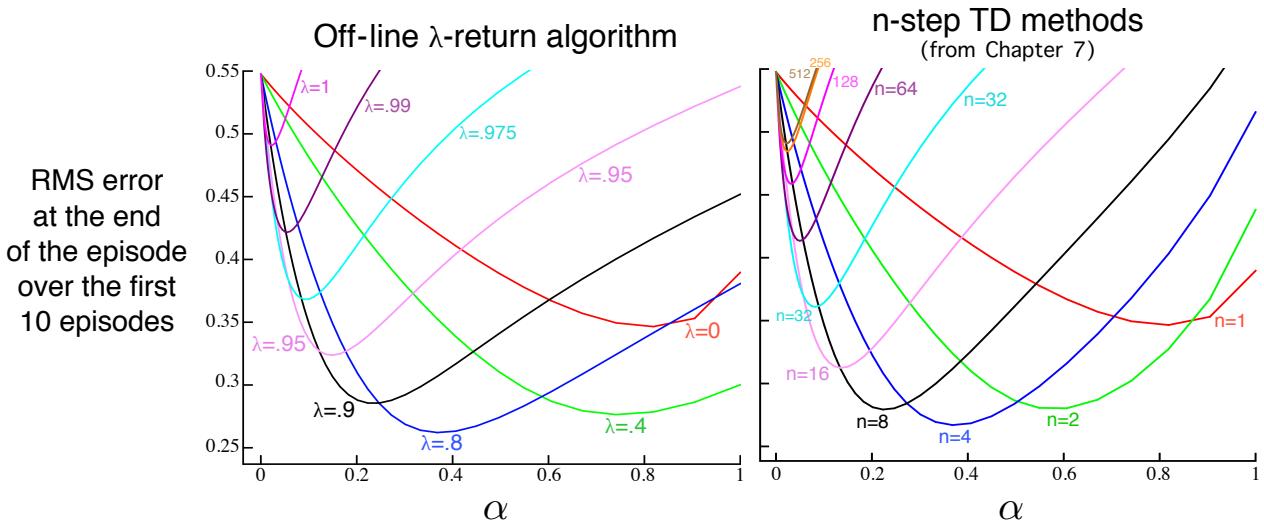 Off-line λ-return algorithm
n-step TD methods
(from Chapter 7)
RMS error
at the end
of the episode
over the first
10 episodes
0.55
0.5
0.45
0.4
0.35
0.3
0.25
λ=1
λ=.99
λ=.975
λ=.95
λ=.95
λ=0
λ=.9
λ=.4
λ=.8
0
0.2
0.4
0.6
0.8
1
α
256
512
128
n=64
n=32
n=32
n=1
n=16
n=8
n=2
n=4
0
0.2
0.4
0.6
0.8
1
α